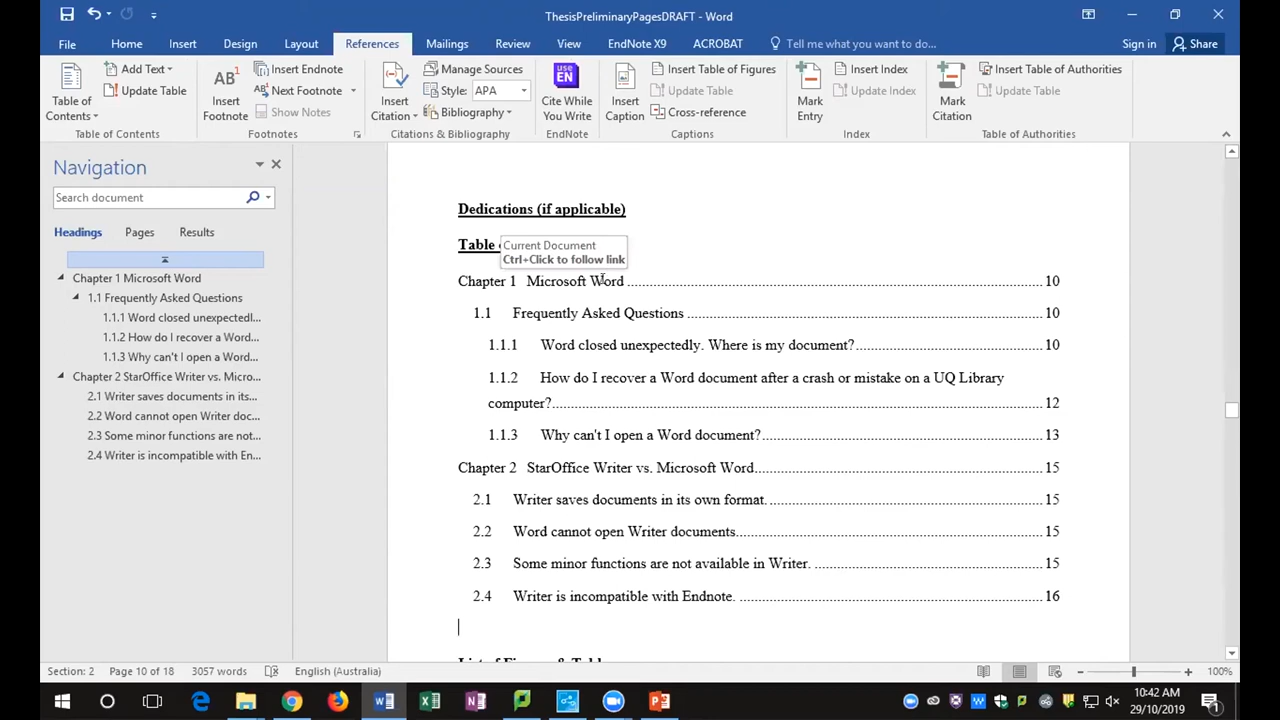 ThesisPreliminaryPagesDRAFT - Word
File Home Insert Design Layout References Mailings Review View EndNote X9 ACROBAT Tell me what you want to do... Sign in Share
Table of Contents
Add Text
Update Table
Table of Contents
AB1
Insert Footnote
Insert Endnote
Next Footnote
Show Notes
Footnotes
Insert Citation
Manage Sources
Style: APA
Bibliography
Citations & Bibliography
use EN
Cite While You Write
EndNote
Insert Caption
Insert Table of Figures
Update Table
Cross-reference
Captions
Mark Entry
Insert Index
Update Index
Index
Mark Citation
Insert Table of Authorities
Update Table
Table of Authorities
Navigation
Search document
Headings Pages Results
Chapter 1 Microsoft Word
1.1 Frequently Asked Questions
1.1.1 Word closed unexpectedl...
1.1.2 How do I recover a Word...
1.1.3 Why can't I open a Word...
Chapter 2 StarOffice Writer vs. Micro...
2.1 Writer saves documents in its...
2.2 Word cannot open Writer doc...
2.3 Some minor functions are not...
2.4 Writer is incompatible with En...
Dedications (if applicable)
Table
Current Document
Ctrl+Click to follow link
Chapter 1 Microsoft Word 10
1.1 Frequently Asked Questions 10
1.1.1 Word closed unexpectedly. Where is my document? 10
1.1.2 How do I recover a Word document after a crash or mistake on a UQ Library
computer? 12
1.1.3 Why can't I open a Word document? 13
Chapter 2 StarOffice Writer vs. Microsoft Word 15
2.1 Writer saves documents in its own format. 15
2.2 Word cannot open Writer documents. 15
2.3 Some minor functions are not available in Writer. 15
2.4 Writer is incompatible with Endnote. 16
List of Figures & Tabl
Section: 2 Page 10 of 18 3057 words English (Australia) 100%
10:42 AM
29/10/2019
1